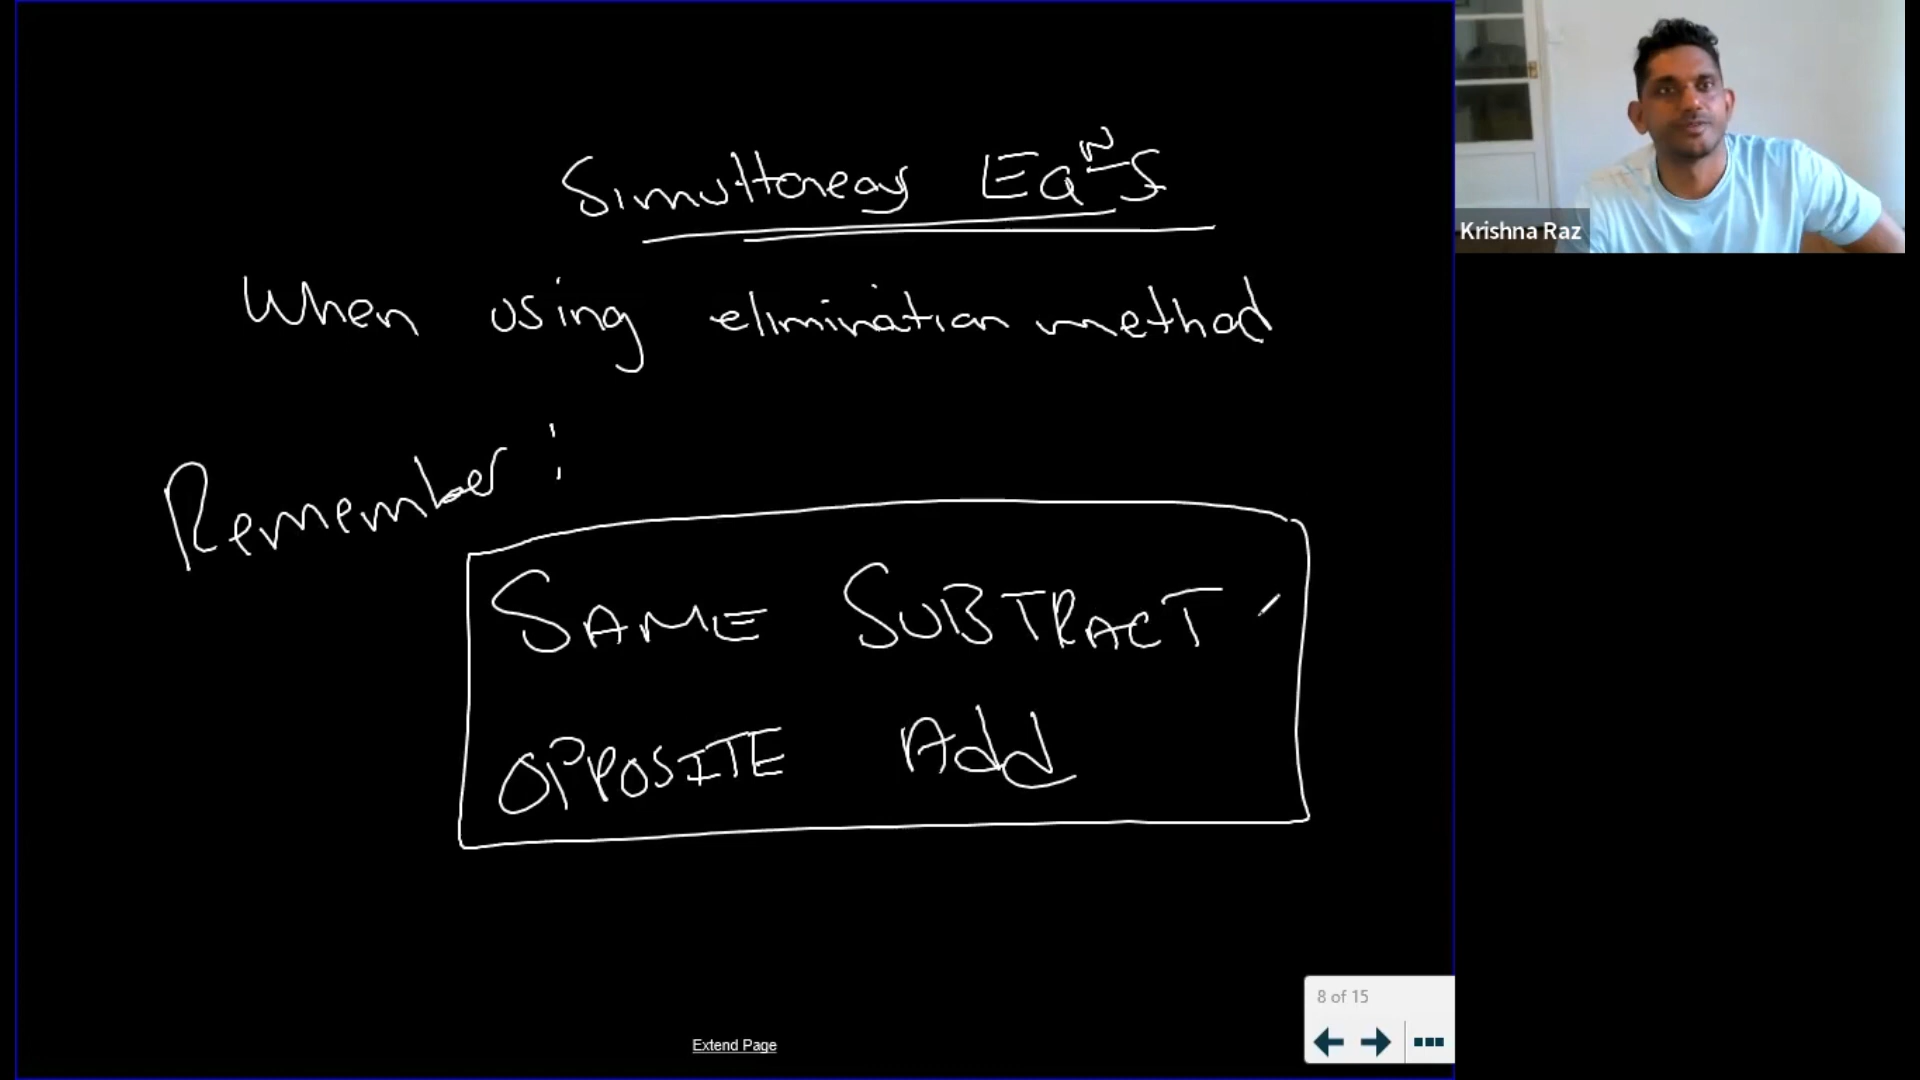 Simultaneous Eqns
When using elimination method
Remember:
SAME SUBTRACT
OPPOSITE Add
Krishna Raz
8 of 15
Extend Page